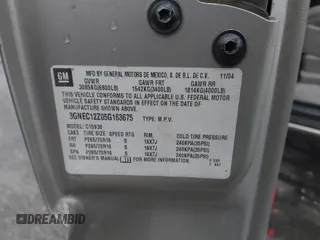 GM
MFD BY GENERAL MOTORS DE MEXICO, S. DE R.L. DE C.V. 11/04
GVWR GAWR FRT GAWR RR
3085KG(6800LB) 1542KG(3400LB) 1814KG(4000LB)
THIS VEHICLE CONFORMS TO ALL APPLICABLE U.S. FEDERAL MOTOR
VEHICLE SAFETY STANDARDS IN EFFECT ON THE DATE OF
MANUFACTURE SHOWN ABOVE.
3GNEC12Z05G163675 TYPE: M.P.V.
MODEL: C15936
TIRE SIZE SPEED RTG RIM COLD TIRE PRESSURE
FRT P265/70R16 S 16X7J 240KPA(35PSI)
RR P265/70R16 S 16X7J 240KPA(35PSI)
SPA P265/70R16 16X7J 240KPA(35PSI)
SEE OWNER'S MANUAL FOR ADDITIONAL INFORMATION.
DREAMBID